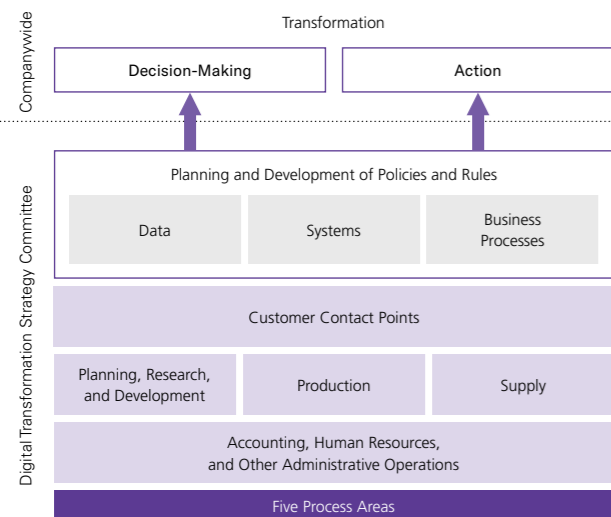 Companywide
Transformation
Decision-Making
Action
Digital Transformation Strategy Committee
Planning and Development of Policies and Rules
Data
Systems
Business
Processes
Customer Contact Points
Planning, Research,
and Development
Production
Supply
Accounting, Human Resources,
and Other Administrative Operations
Five Process Areas